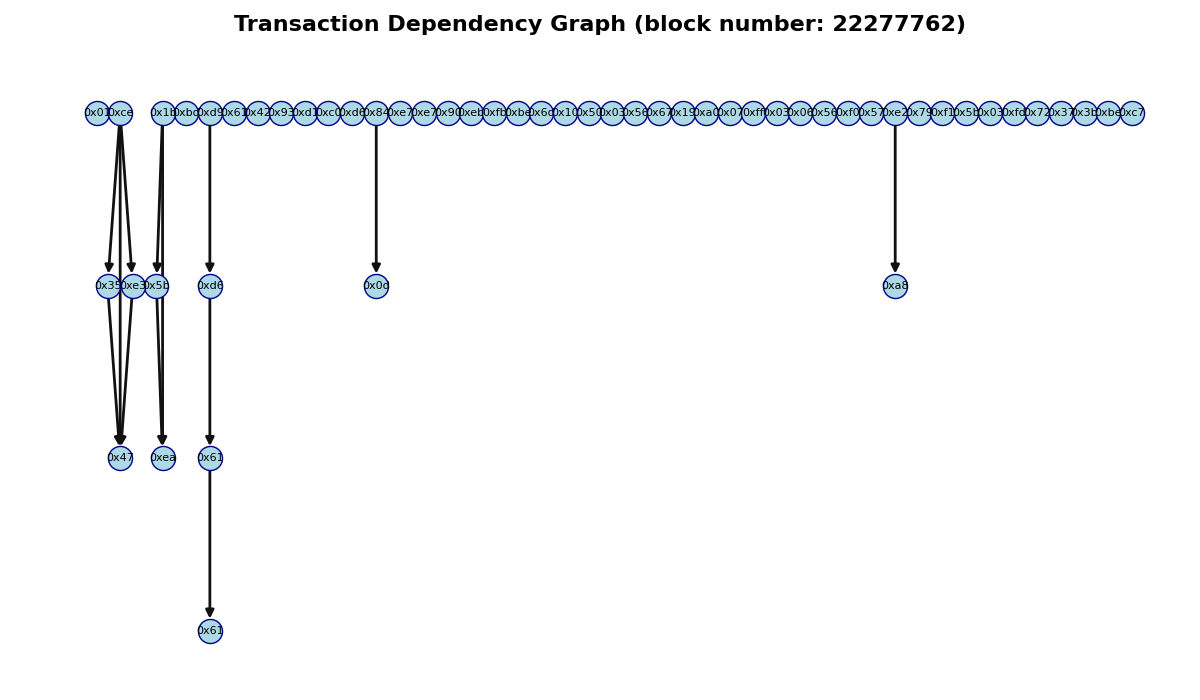 Transaction Dependency Graph (block number: 22277762)
0x01 0xce 0x1b 0xbd 0xd9 0x61 0x42 0x93 0xd1 0xc0 0xd6 0x84 0xe7 0xe7 0x90 0xeb 0xfb 0xbe 0x6c 0x10 0x50 0x03 0x56 0x67 0x19 0xa0 0x07 0xff 0x03 0x06 0x56 0xf0 0x57 0xe2 0x79 0xf1 0x5b 0x03 0xfd 0x72 0x37 0x3b 0xbe 0xc7
0x35 0xe3 0x5b 0xd6 0x0d 0xa8
0x47 0xea 0x61
0x61